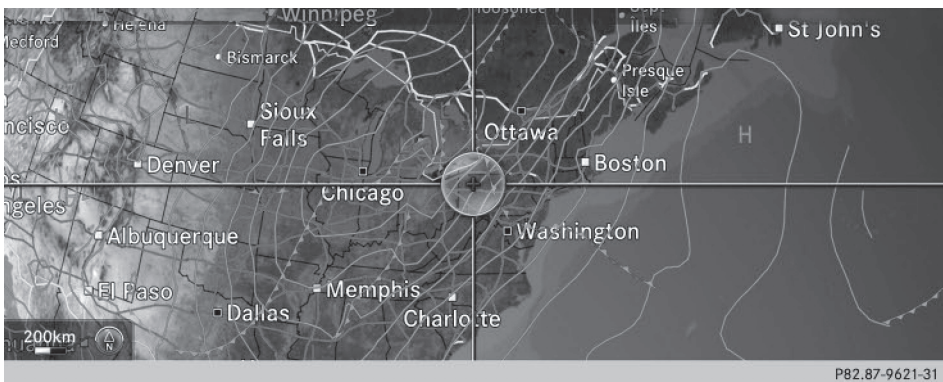 Winnipeg
Helena
Medford
Bismarck
St John's
Presque
Isle
Sioux
Falls
Ottawa
H
Denver
Boston
Chicago
Albuquerque
Washington
El Paso
Memphis
Dallas
Charlotte
200km
N
P82.87-9621-31